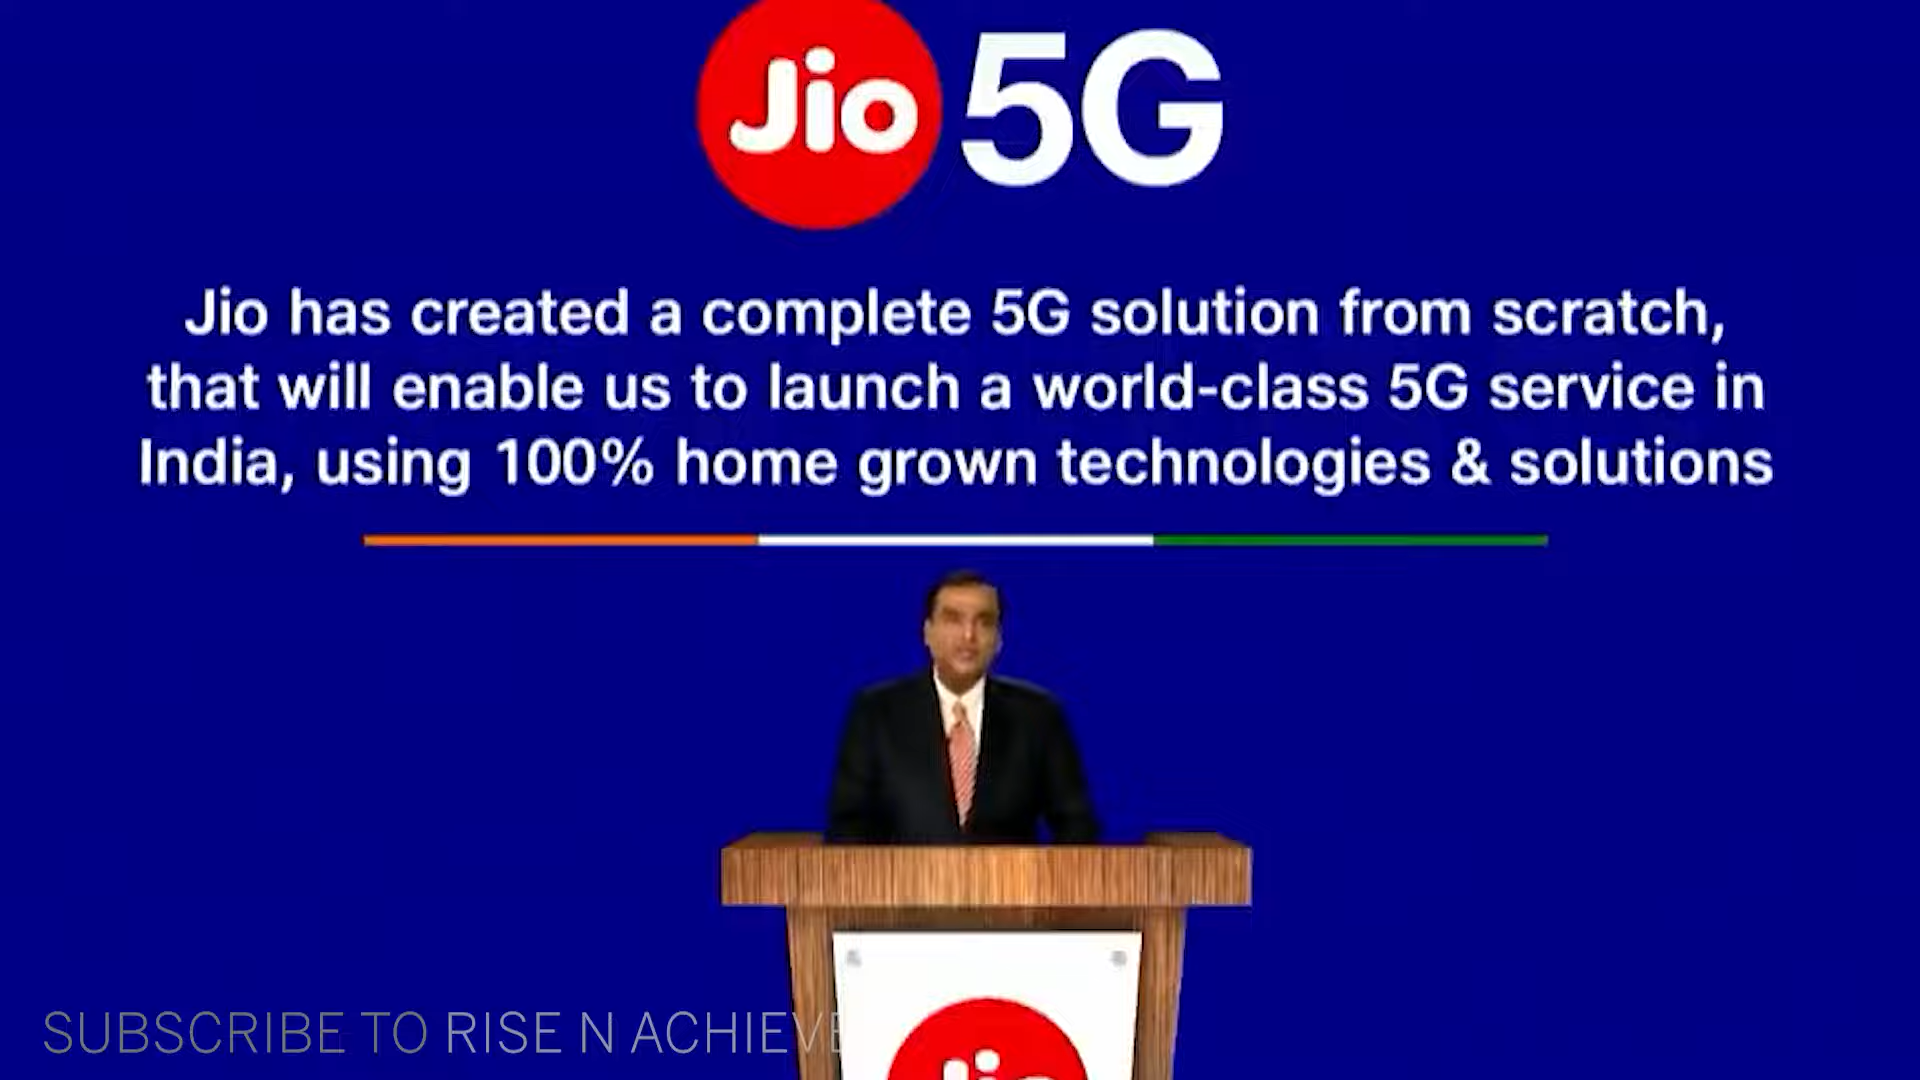 Jio 5G
Jio has created a complete 5G solution from scratch,
that will enable us to launch a world-class 5G service in
India, using 100% home grown technologies & solutions
SUBSCRIBE TO RISE N ACHIEVE
Jio